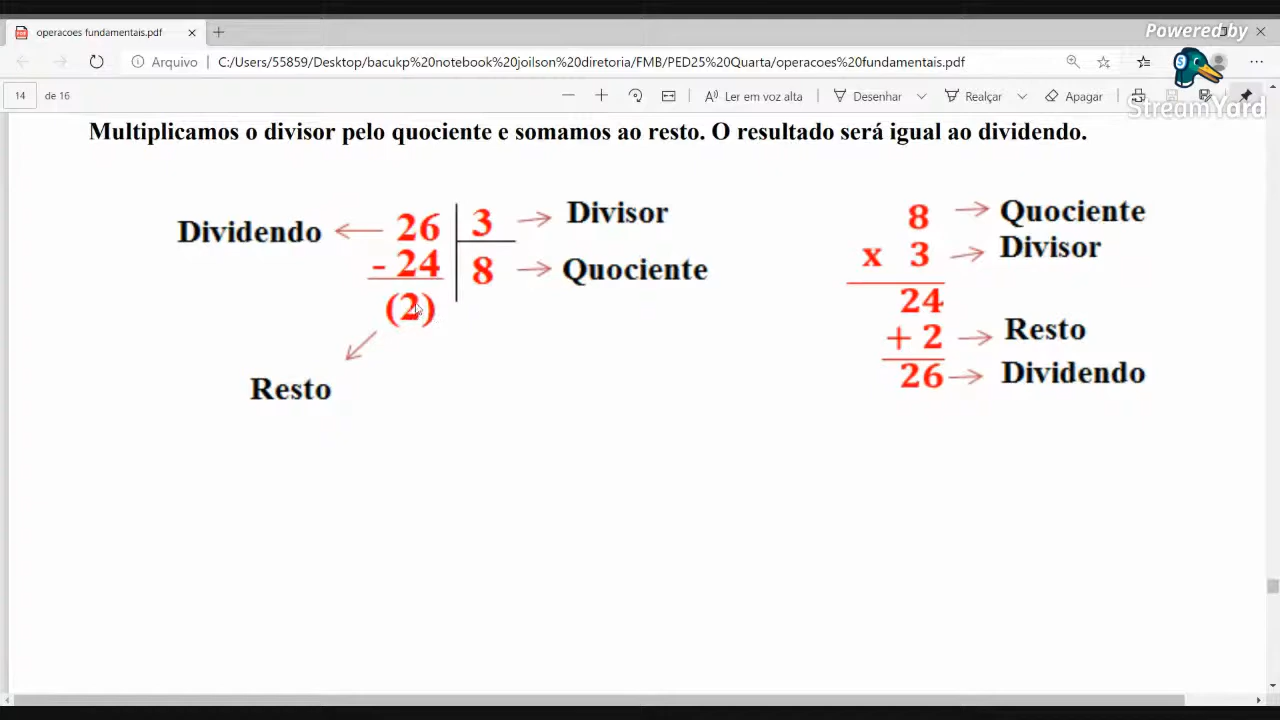 operacoes fundamentais.pdf
Powered by
Arquivo
C:/Users/55859/Desktop/bacukp%20notebook%20joilson%20diretoria/FMB/PED25%20Quarta/operacoes%20fundamentais.pdf
14 de 16
Ler em voz alta
Desenhar
Realçar
Apagar
StreamYard
Multiplicamos o divisor pelo quociente e somamos ao resto. O resultado será igual ao dividendo.
Dividendo 26 3 Divisor
- 24 8 Quociente
(2)
Resto
8 Quociente
x 3 Divisor
24
+ 2 Resto
26 Dividendo